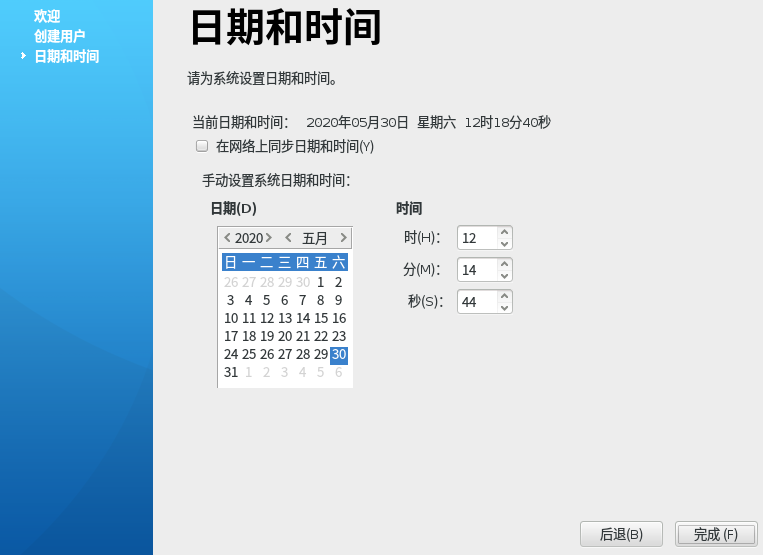 欢迎
创建用户
日期和时间
日期和时间
请为系统设置日期和时间。
当前日期和时间： 2020年05月30日 星期六 12时18分40秒
在网络上同步日期和时间(Y)
手动设置系统日期和时间：
日期(D)
时间
2020 五月
日 一 二 三 四 五 六
26 27 28 29 30 1 2
3 4 5 6 7 8 9
10 11 12 13 14 15 16
17 18 19 20 21 22 23
24 25 26 27 28 29 30
31 1 2 3 4 5 6
时(H)： 12
分(M)： 14
秒(S)： 44
后退(B) 完成 (F)